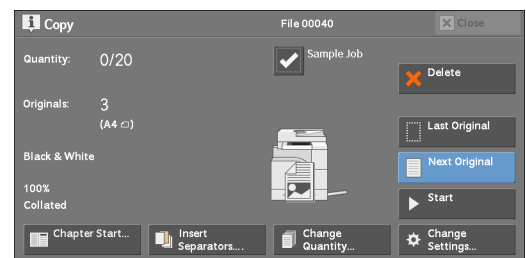 Copy
File 00040
Close
Quantity:
0/20
Sample Job
Delete
Originals:
3
(A4)
Last Original
Black & White
Next Original
100%
Collated
Start
Chapter Start...
Insert
Separators....
Change
Quantity...
Change
Settings...